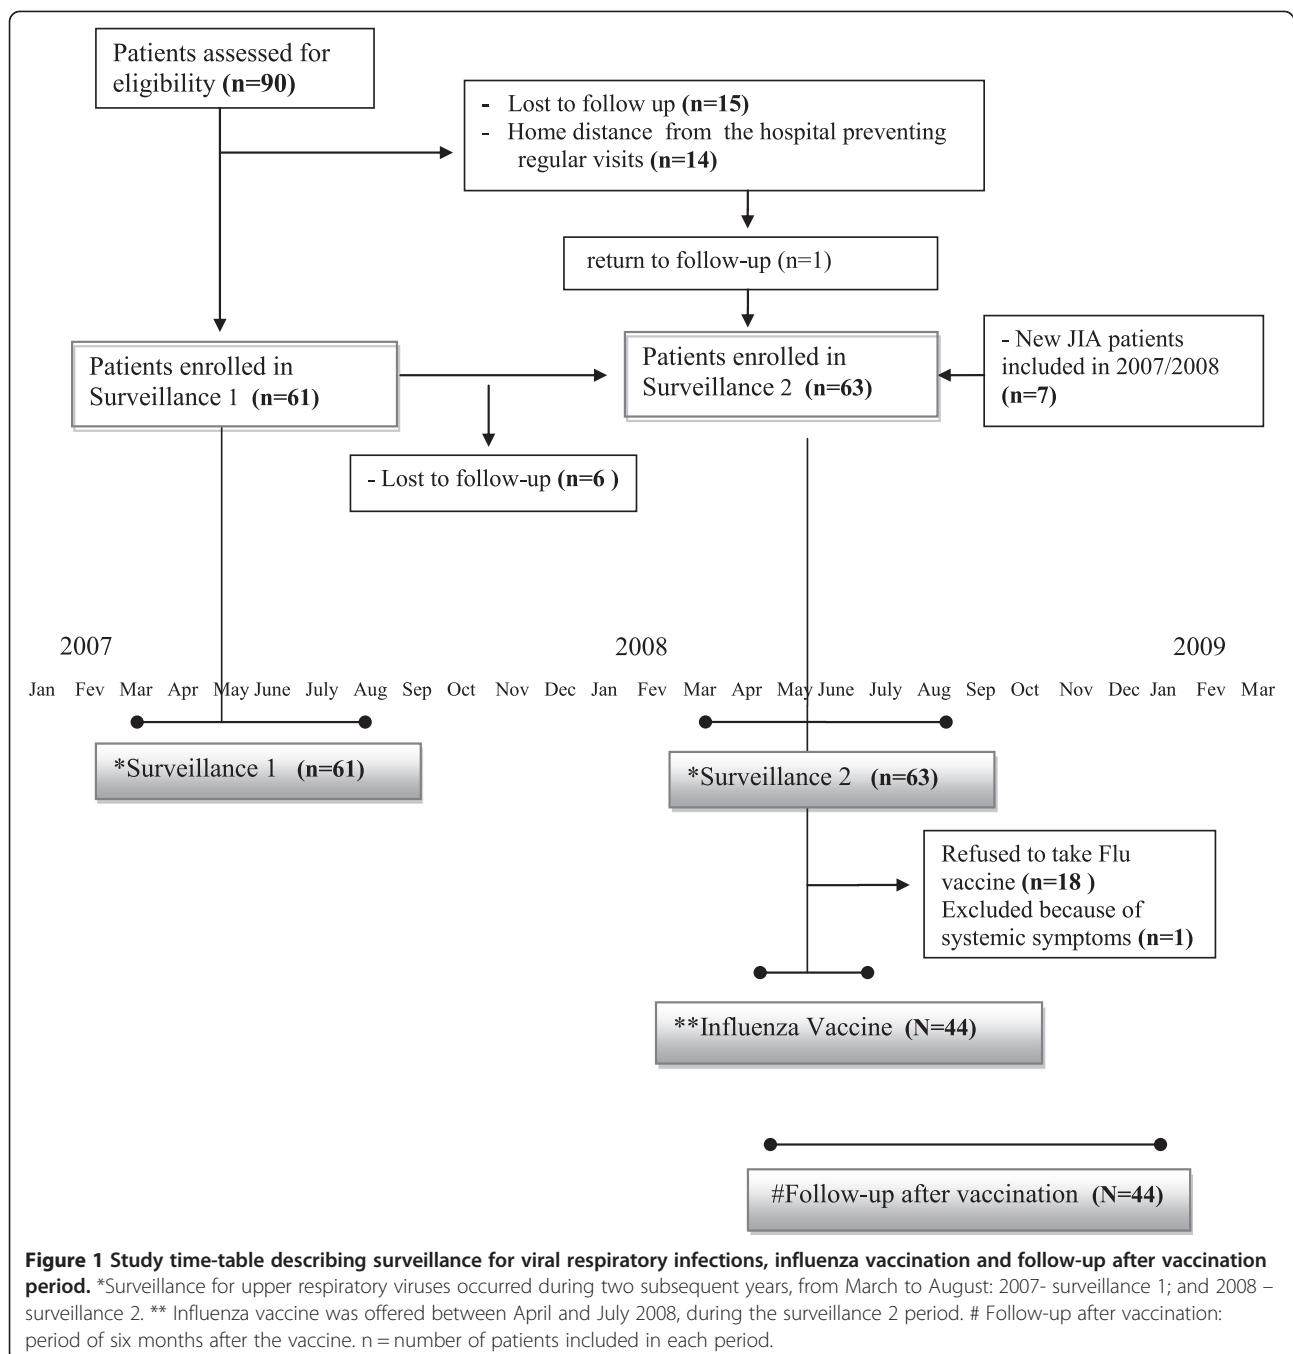 Patients assessed for
eligibility (n=90)
- Lost to follow up (n=15)
- Home distance from the hospital preventing
regular visits (n=14)
return to follow-up (n=1)
Patients enrolled in
Surveillance 1 (n=61)
Patients enrolled in
Surveillance 2 (n=63)
- New JIA patients
included in 2007/2008
(n=7)
- Lost to follow-up (n=6 )
2007 2008 2009
Jan Fev Mar Apr May June July Aug Sep Oct Nov Dec Jan Fev Mar Apr May June July Aug Sep Oct Nov Dec Jan Fev Mar
*Surveillance 1 (n=61)
*Surveillance 2 (n=63)
Refused to take Flu
vaccine (n=18 )
Excluded because of
systemic symptoms (n=1)
**Influenza Vaccine (N=44)
#Follow-up after vaccination (N=44)
Figure 1 Study time-table describing surveillance for viral respiratory infections, influenza vaccination and follow-up after vaccination
period. *Surveillance for upper respiratory viruses occurred during two subsequent years, from March to August: 2007- surveillance 1; and 2008 –
surveillance 2. ** Influenza vaccine was offered between April and July 2008, during the surveillance 2 period. # Follow-up after vaccination:
period of six months after the vaccine. n = number of patients included in each period.